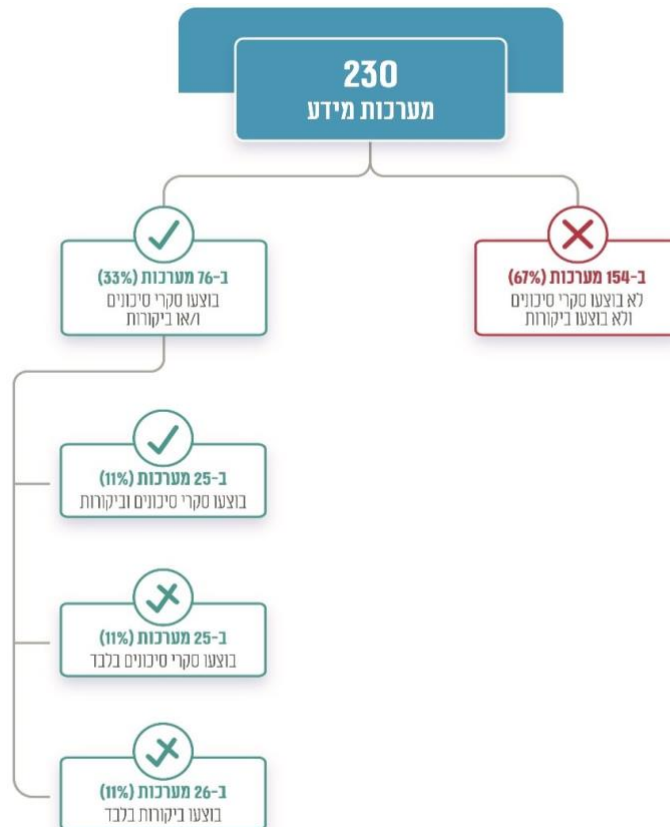 230
מערכות מידע
ב-154 מערכות (67%)
לא בוצעו סקרי סיכונים
ולא בוצעו ביקורות
ב-76 מערכות (33%)
בוצעו סקרי סיכונים
ו/או ביקורות
ב-25 מערכות (11%)
בוצעו סקרי סיכונים וביקורות
ב-25 מערכות (11%)
בוצעו סקרי סיכונים בלבד
ב-26 מערכות (11%)
בוצעו ביקורות בלבד